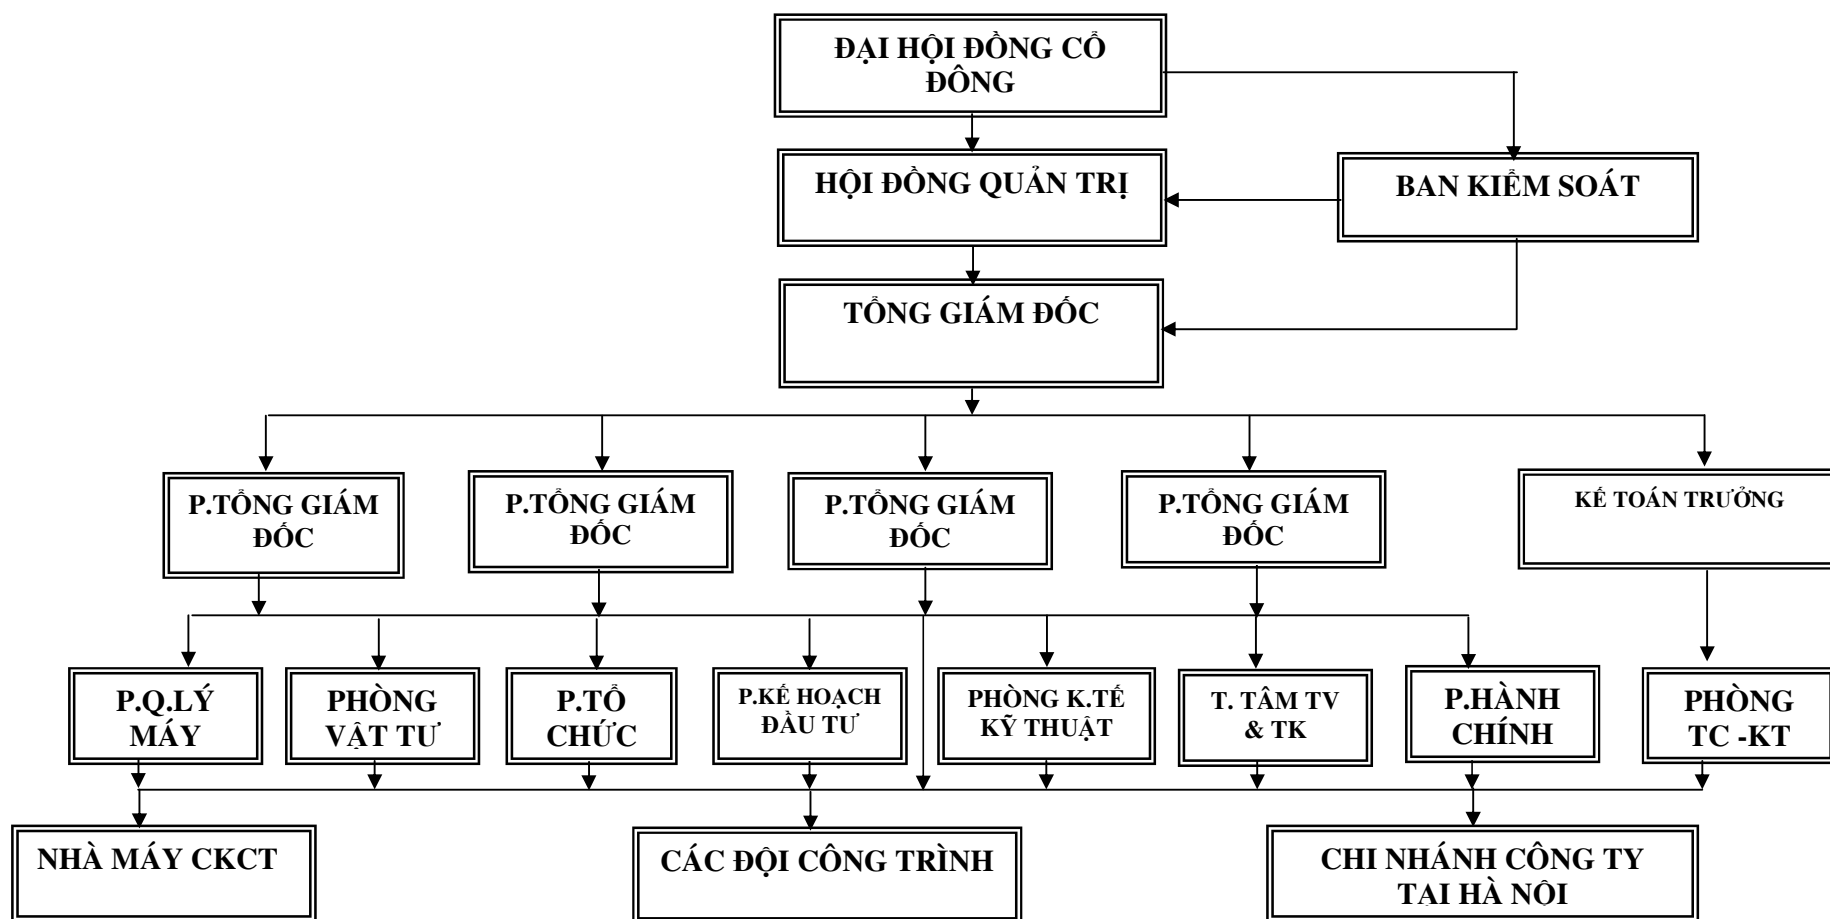 ĐẠI HỘI ĐỒNG CỔ
ĐÔNG
HỘI ĐỒNG QUẢN TRỊ
BAN KIỂM SOÁT
TỔNG GIÁM ĐỐC
P.TỔNG GIÁM
ĐỐC
P.TỔNG GIÁM
ĐỐC
P.TỔNG GIÁM
ĐỐC
P.TỔNG GIÁM
ĐỐC
KẾ TOÁN TRƯỞNG
P.Q.LÝ
MÁY
PHÒNG
VẬT TƯ
P.TỔ
CHỨC
P.KẾ HOẠCH
ĐẦU TƯ
PHÒNG K.TẾ
KỸ THUẬT
T. TÂM TV
& TK
P.HÀNH
CHÍNH
PHÒNG
TC -KT
NHÀ MÁY CKCT
CÁC ĐỘI CÔNG TRÌNH
CHI NHÁNH CÔNG TY
TẠI HÀ NỘI